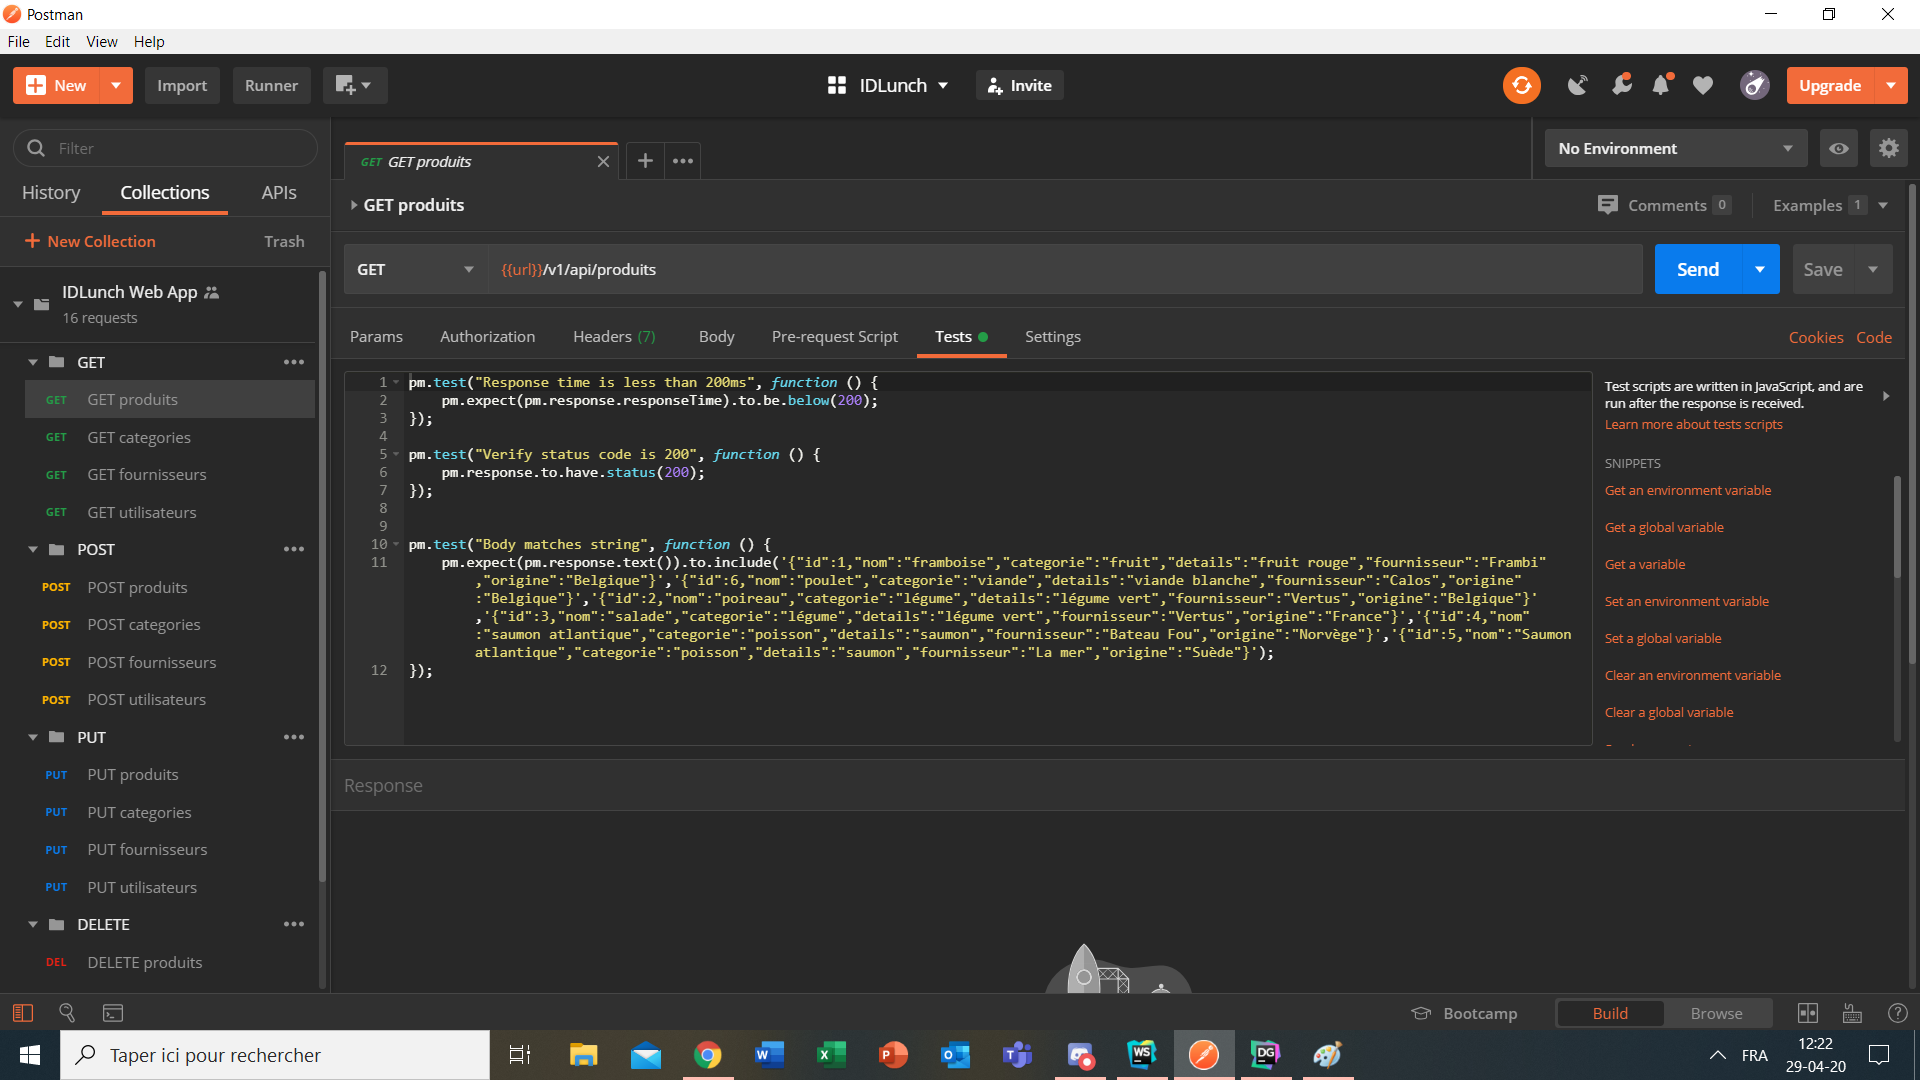 Postman
File Edit View Help
New Import Runner IDLunch Invite Upgrade
Filter
History Collections APIs
New Collection Trash
IDLunch Web App
16 requests
GET
GET GET produits
GET GET categories
GET GET fournisseurs
GET GET utilisateurs
POST
POST POST produits
POST POST categories
POST POST fournisseurs
POST POST utilisateurs
PUT
PUT PUT produits
PUT PUT categories
PUT PUT fournisseurs
PUT PUT utilisateurs
DELETE
DEL DELETE produits
GET GET produits
No Environment
GET produits
Comments 0 Examples 1
GET {{url}}/v1/api/produits Send Save
Params Authorization Headers (7) Body Pre-request Script Tests Settings Cookies Code
1 pm.test("Response time is less than 200ms", function () {
2 pm.expect(pm.response.responseTime).to.be.below(200);
3 });
4
5 pm.test("Verify status code is 200", function () {
6 pm.response.to.have.status(200);
7 });
8
9
10 pm.test("Body matches string", function () {
11 pm.expect(pm.response.text()).to.include('{"id":1,"nom":"framboise","categorie":"fruit","details":"fruit rouge","fournisseur":"Frambi"
,"origine":"Belgique"}','{"id":6,"nom":"poulet","categorie":"viande","details":"viande blanche","fournisseur":"Calos","origine"
:"Belgique"}','{"id":2,"nom":"poireau","categorie":"légume","details":"légume vert","fournisseur":"Vertus","origine":"Belgique"}'
,'{"id":3,"nom":"salade","categorie":"légume","details":"légume vert","fournisseur":"Vertus","origine":"France"}','{"id":4,"nom"
:"saumon atlantique","categorie":"poisson","details":"saumon","fournisseur":"Bateau Fou","origine":"Norvège"}','{"id":5,"nom":"Saumon
atlantique","categorie":"poisson","details":"saumon","fournisseur":"La mer","origine":"Suède"}');
12 });
Test scripts are written in JavaScript, and are
run after the response is received.
Learn more about tests scripts
SNIPPETS
Get an environment variable
Get a global variable
Get a variable
Set an environment variable
Set a global variable
Clear an environment variable
Clear a global variable
Response
Bootcamp Build Browse
Taper ici pour rechercher
FRA
12:22
29-04-20